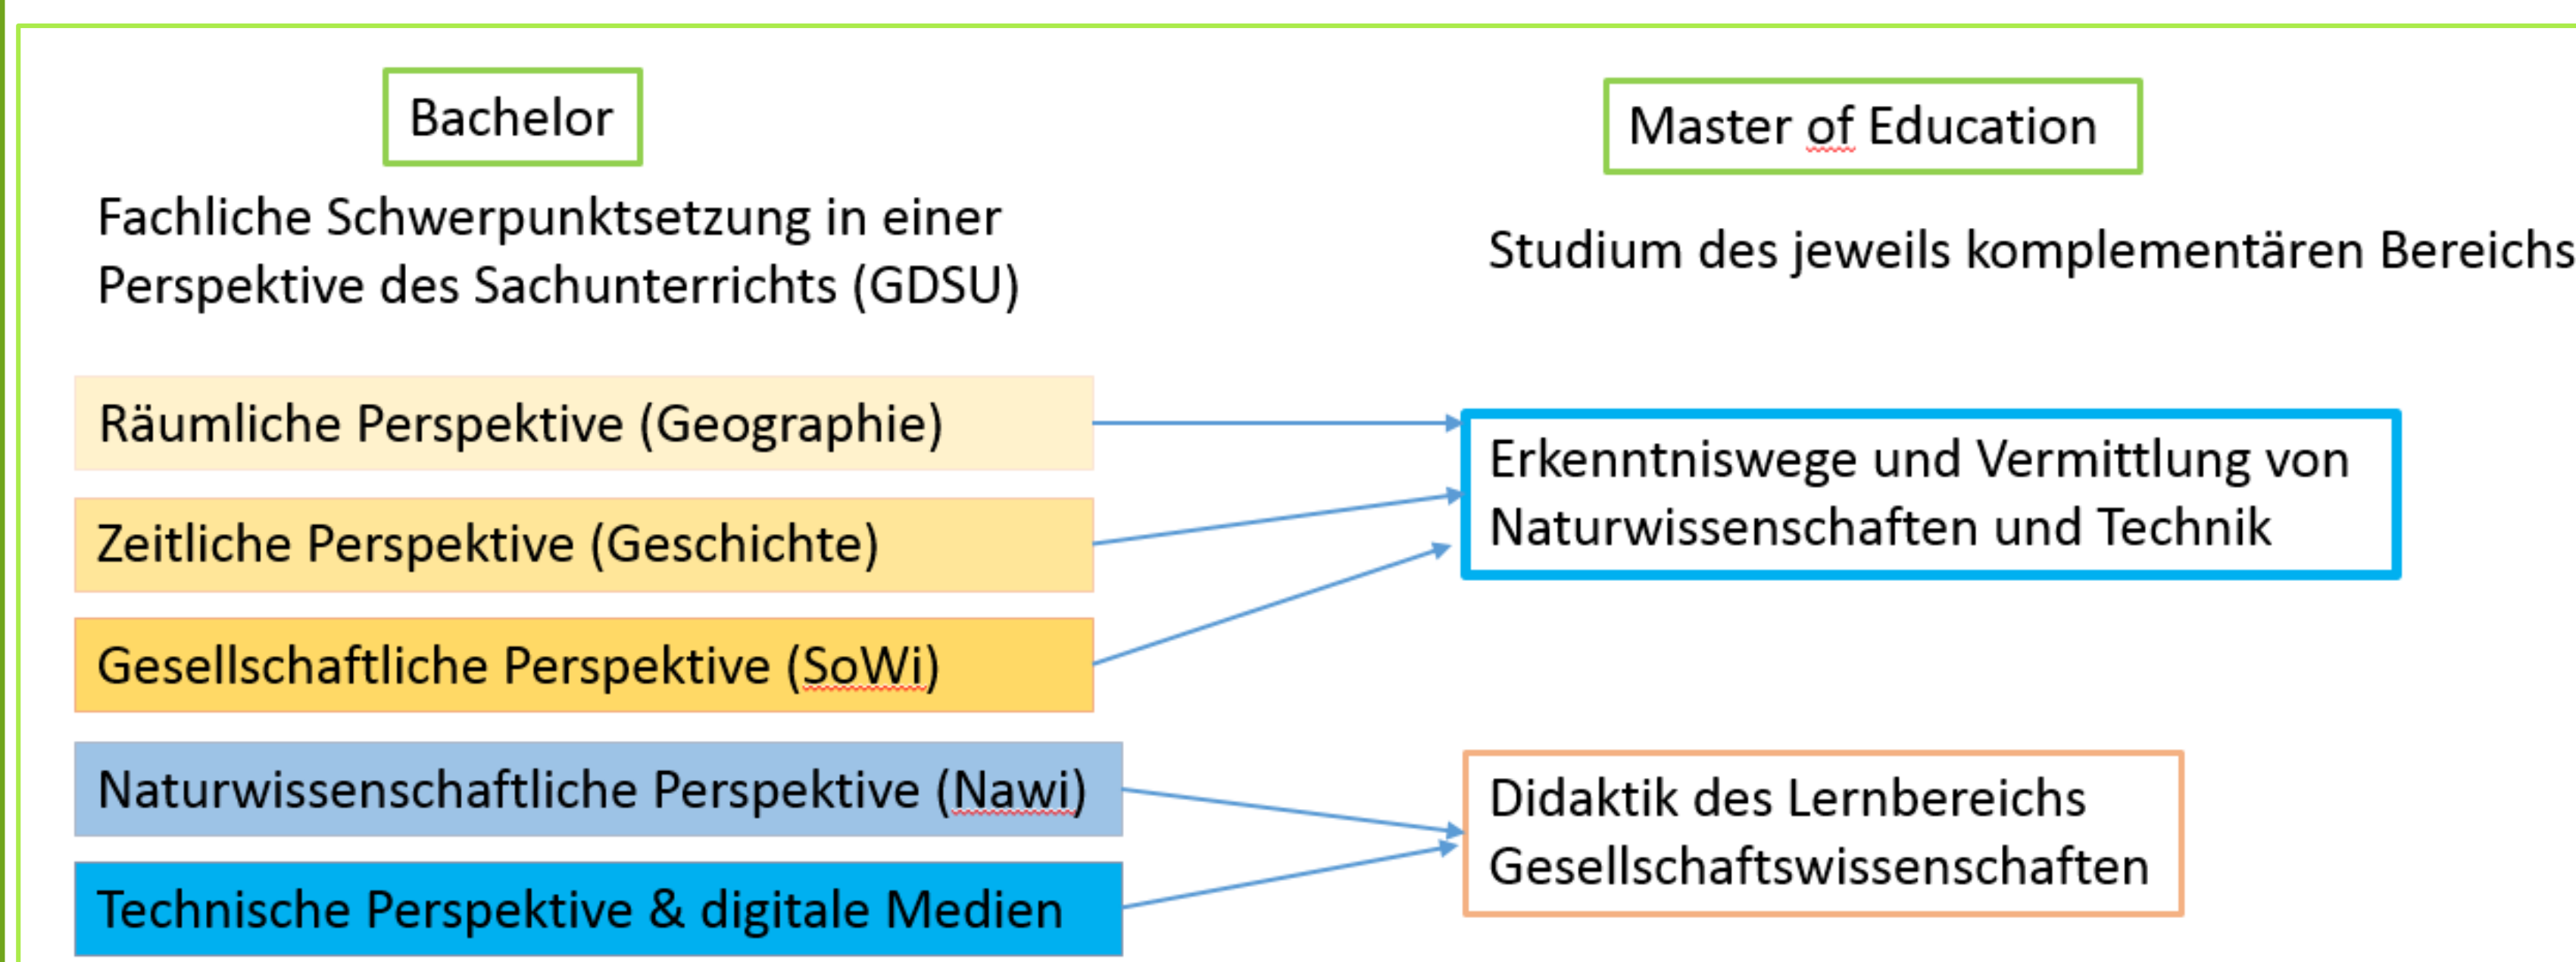 Bachelor
Fachliche Schwerpunktsetzung in einer
Perspektive des Sachunterrichts (GDSU)
Räumliche Perspektive (Geographie)
Zeitliche Perspektive (Geschichte)
Gesellschaftliche Perspektive (SoWi)
Naturwissenschaftliche Perspektive (Nawi)
Technische Perspektive & digitale Medien
Master of Education
Studium des jeweils komplementären Bereichs
Erkenntniswege und Vermittlung von
Naturwissenschaften und Technik
Didaktik des Lernbereichs
Gesellschaftswissenschaften